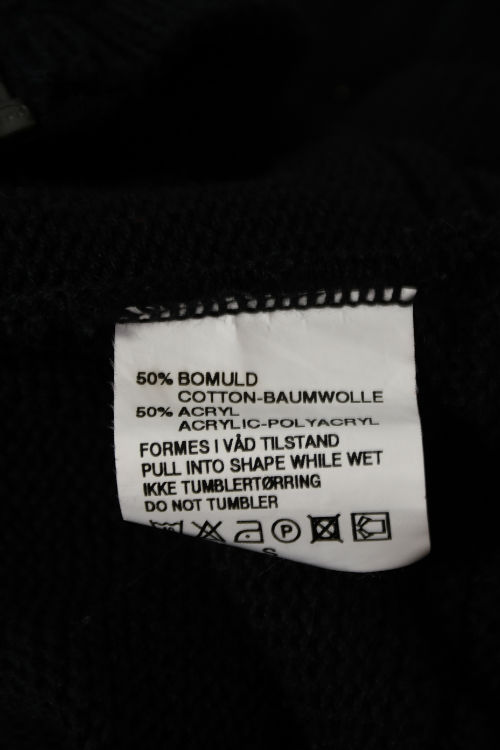 50% BOMULD
COTTON-BAUMWOLLE
50% ACRYL
ACRYLIC-POLYACRYL
FORMES I VÅD TILSTAND
PULL INTO SHAPE WHILE WET
IKKE TUMBLERTØRRING
DO NOT TUMBLER
P
S